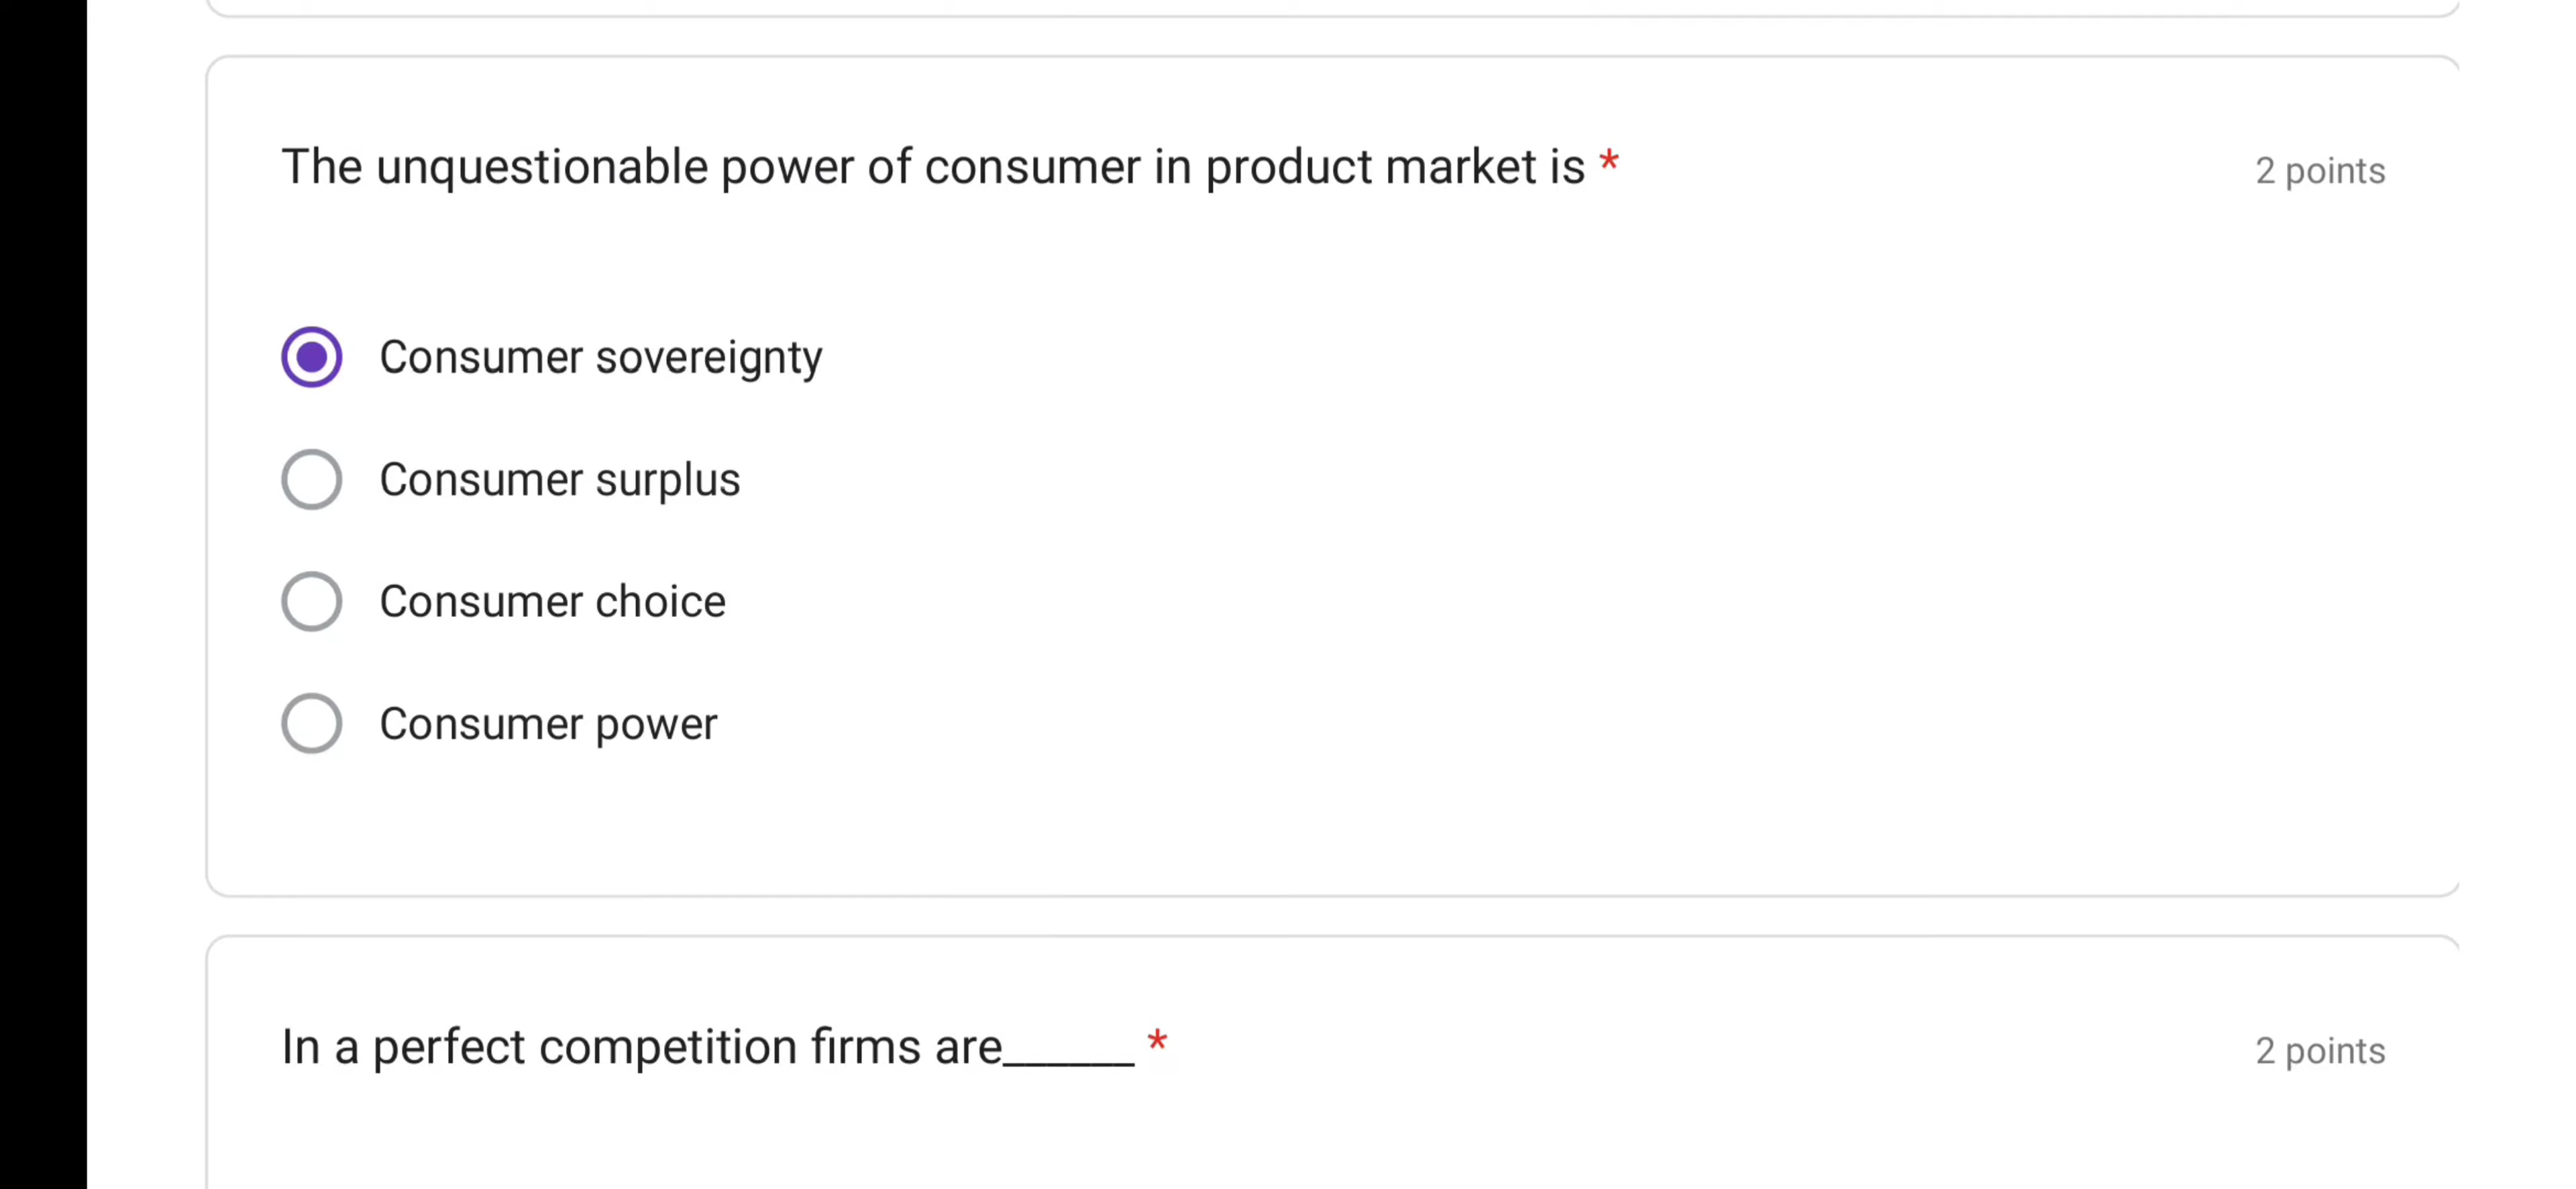 The unquestionable power of consumer in product market is *
2 points
Consumer sovereignty
Consumer surplus
Consumer choice
Consumer power
In a perfect competition firms are______ *
2 points